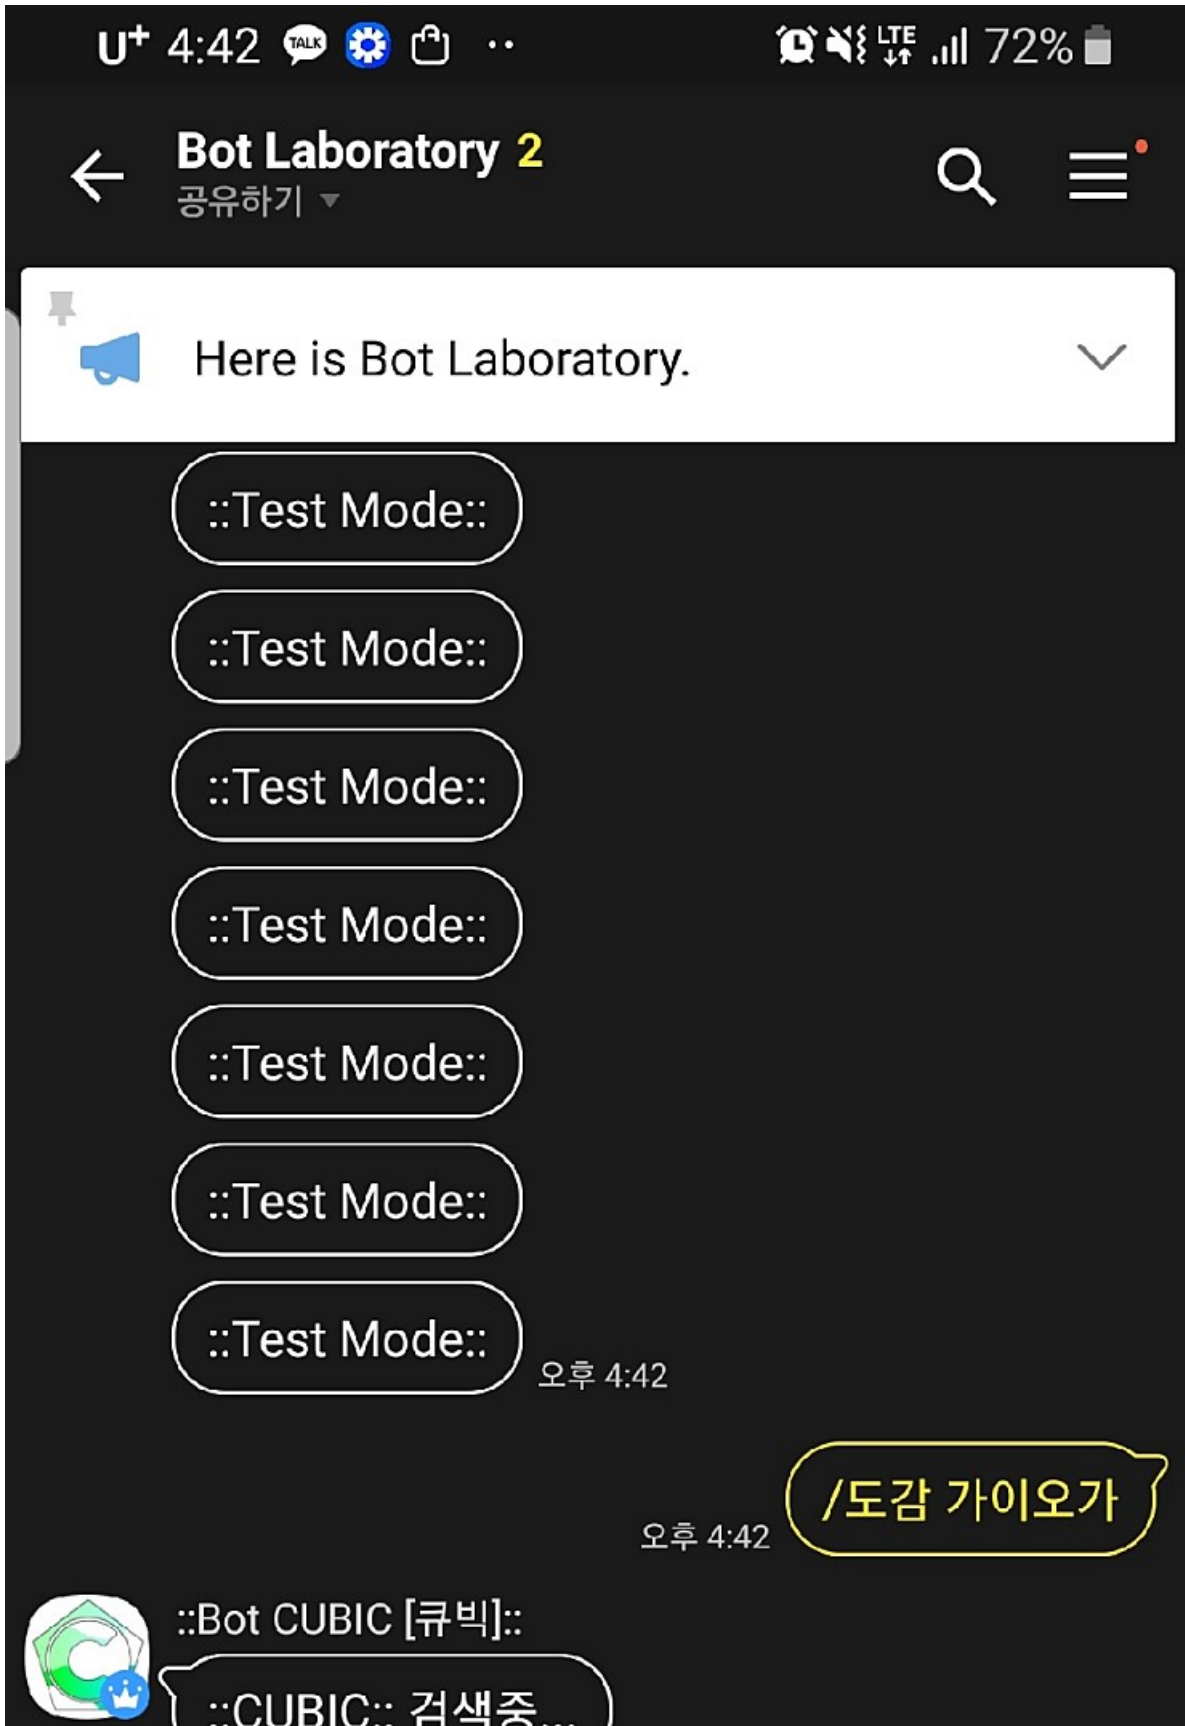 U+ 4:42 TALK LTE 72%
Bot Laboratory 2
공유하기
Here is Bot Laboratory.
::Test Mode::
::Test Mode::
::Test Mode::
::Test Mode::
::Test Mode::
::Test Mode::
::Test Mode::
오후 4:42
/도감 가이오가
오후 4:42
::Bot CUBIC [큐빅]::
::CUBIC:: 검색중...